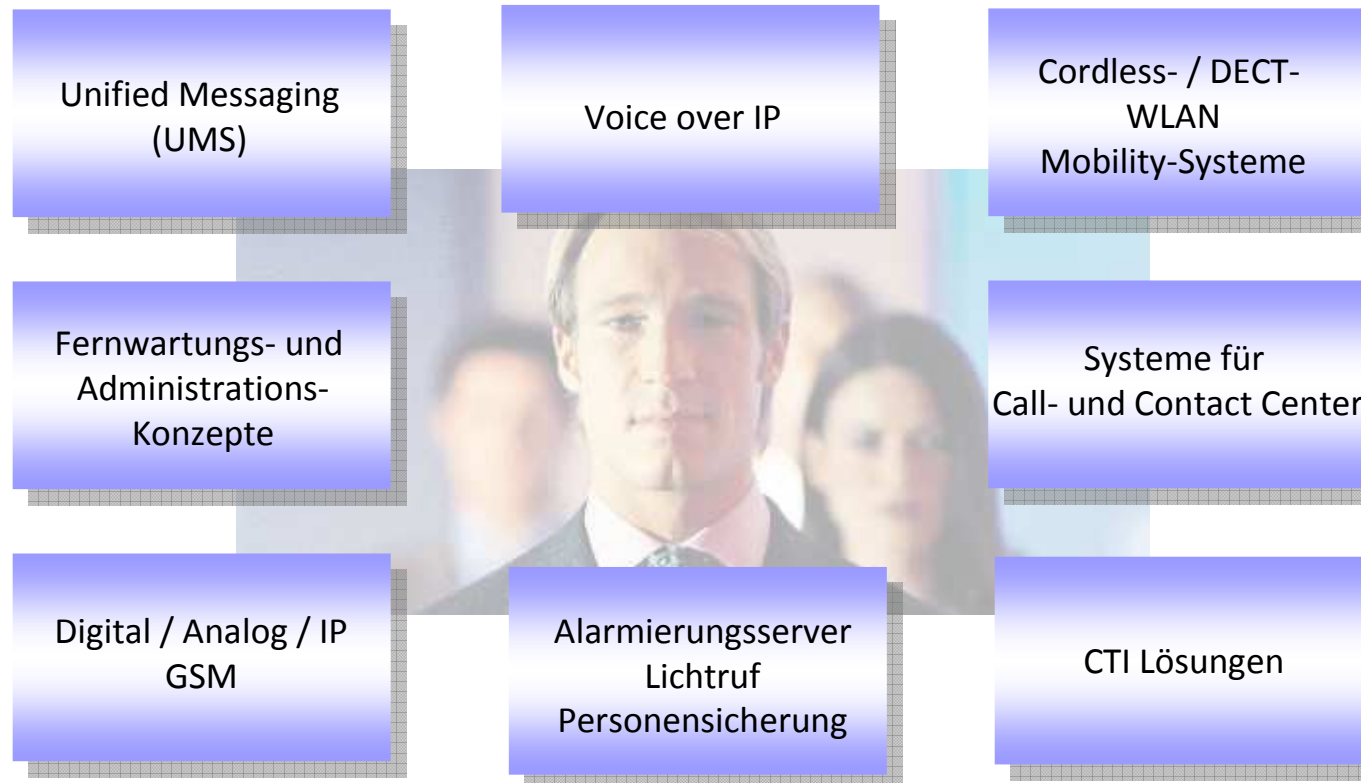 Unified Messaging
(UMS)
Voice over IP
Cordless- / DECT-
WLAN
Mobility-Systeme
Fernwartungs- und
Administrations-
Konzepte
Systeme für
Call- und Contact Center
Digital / Analog / IP
GSM
Alarmierungsserver
Lichtruf
Personensicherung
CTI Lösungen